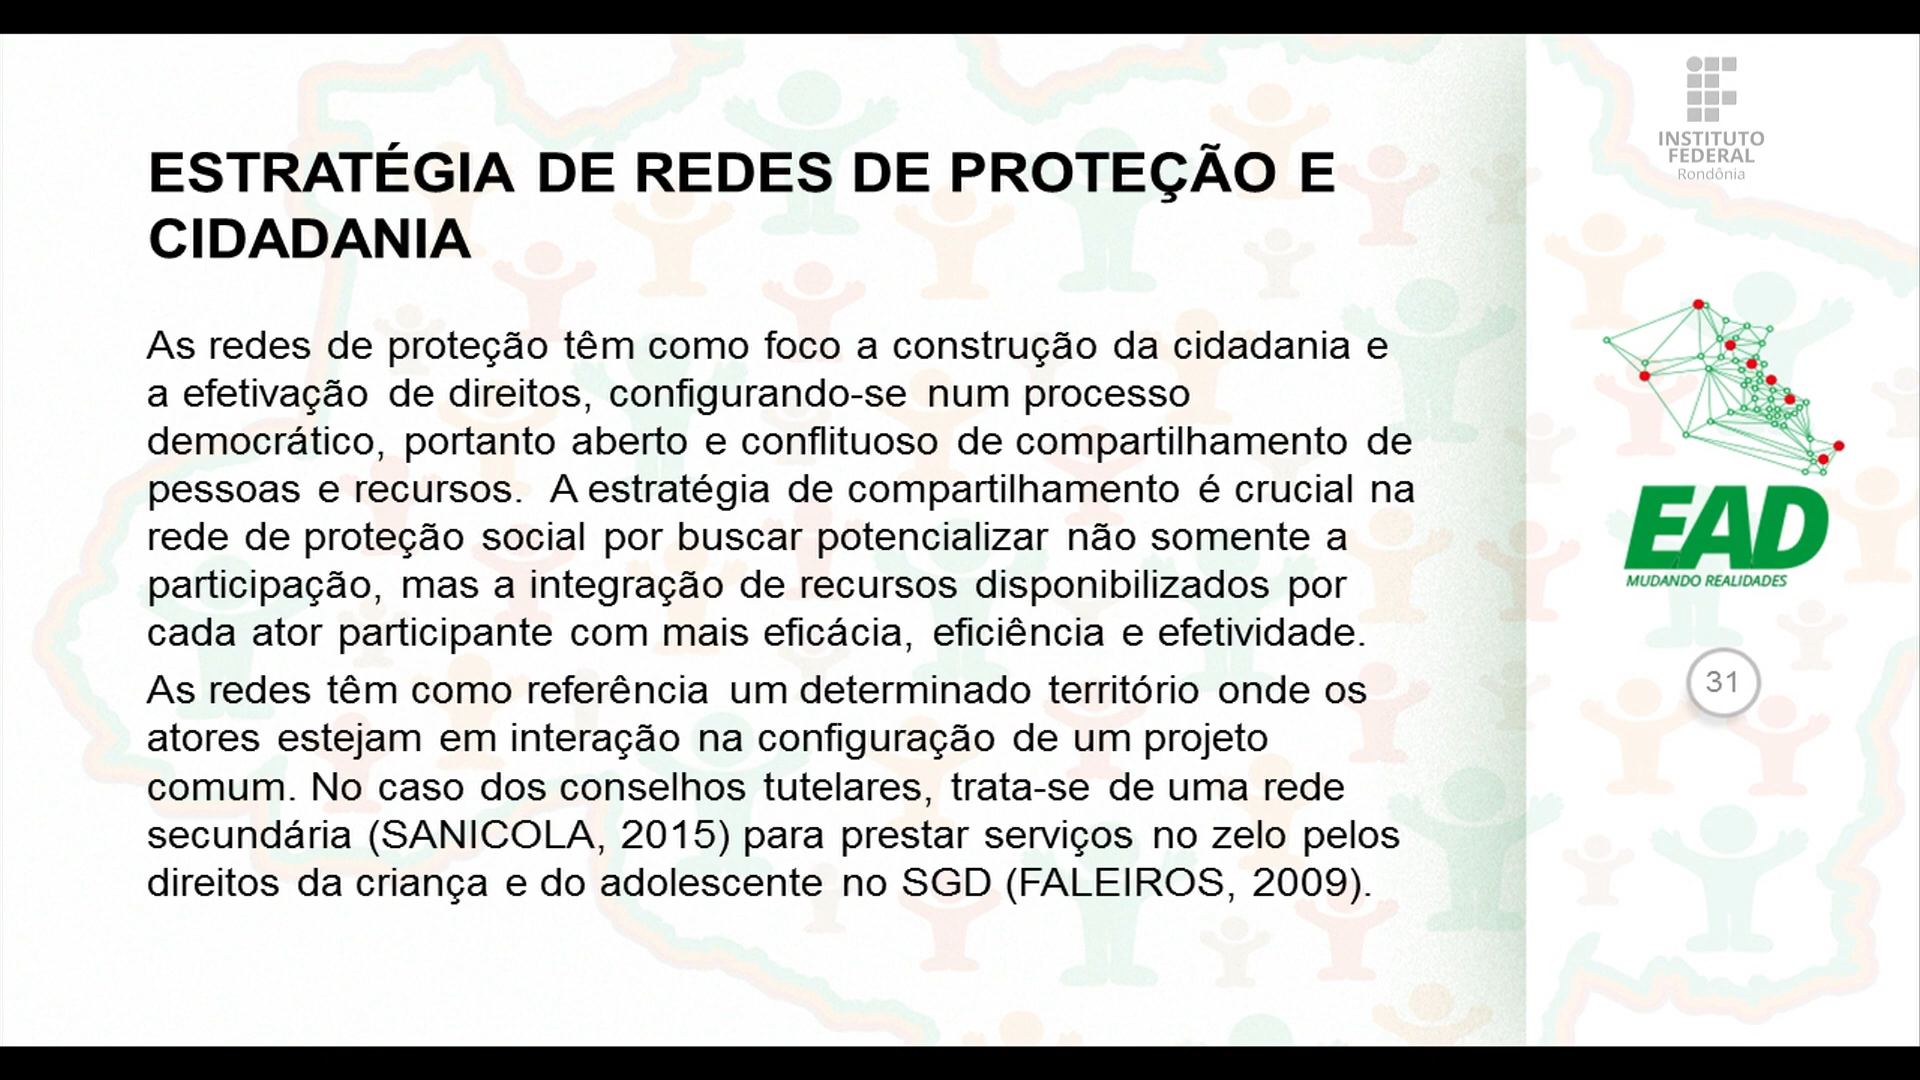 ESTRATÉGIA DE REDES DE PROTEÇÃO E
CIDADANIA
As redes de proteção têm como foco a construção da cidadania e
a efetivação de direitos, configurando-se num processo
democrático, portanto aberto e conflituoso de compartilhamento de
pessoas e recursos. A estratégia de compartilhamento é crucial na
rede de proteção social por buscar potencializar não somente a
participação, mas a integração de recursos disponibilizados por
cada ator participante com mais eficácia, eficiência e efetividade.
As redes têm como referência um determinado território onde os
atores estejam em interação na configuração de um projeto
comum. No caso dos conselhos tutelares, trata-se de uma rede
secundária (SANICOLA, 2015) para prestar serviços no zelo pelos
direitos da criança e do adolescente no SGD (FALEIROS, 2009).
INSTITUTO
FEDERAL
Rondônia
EAD
MUDANDO REALIDADES
31